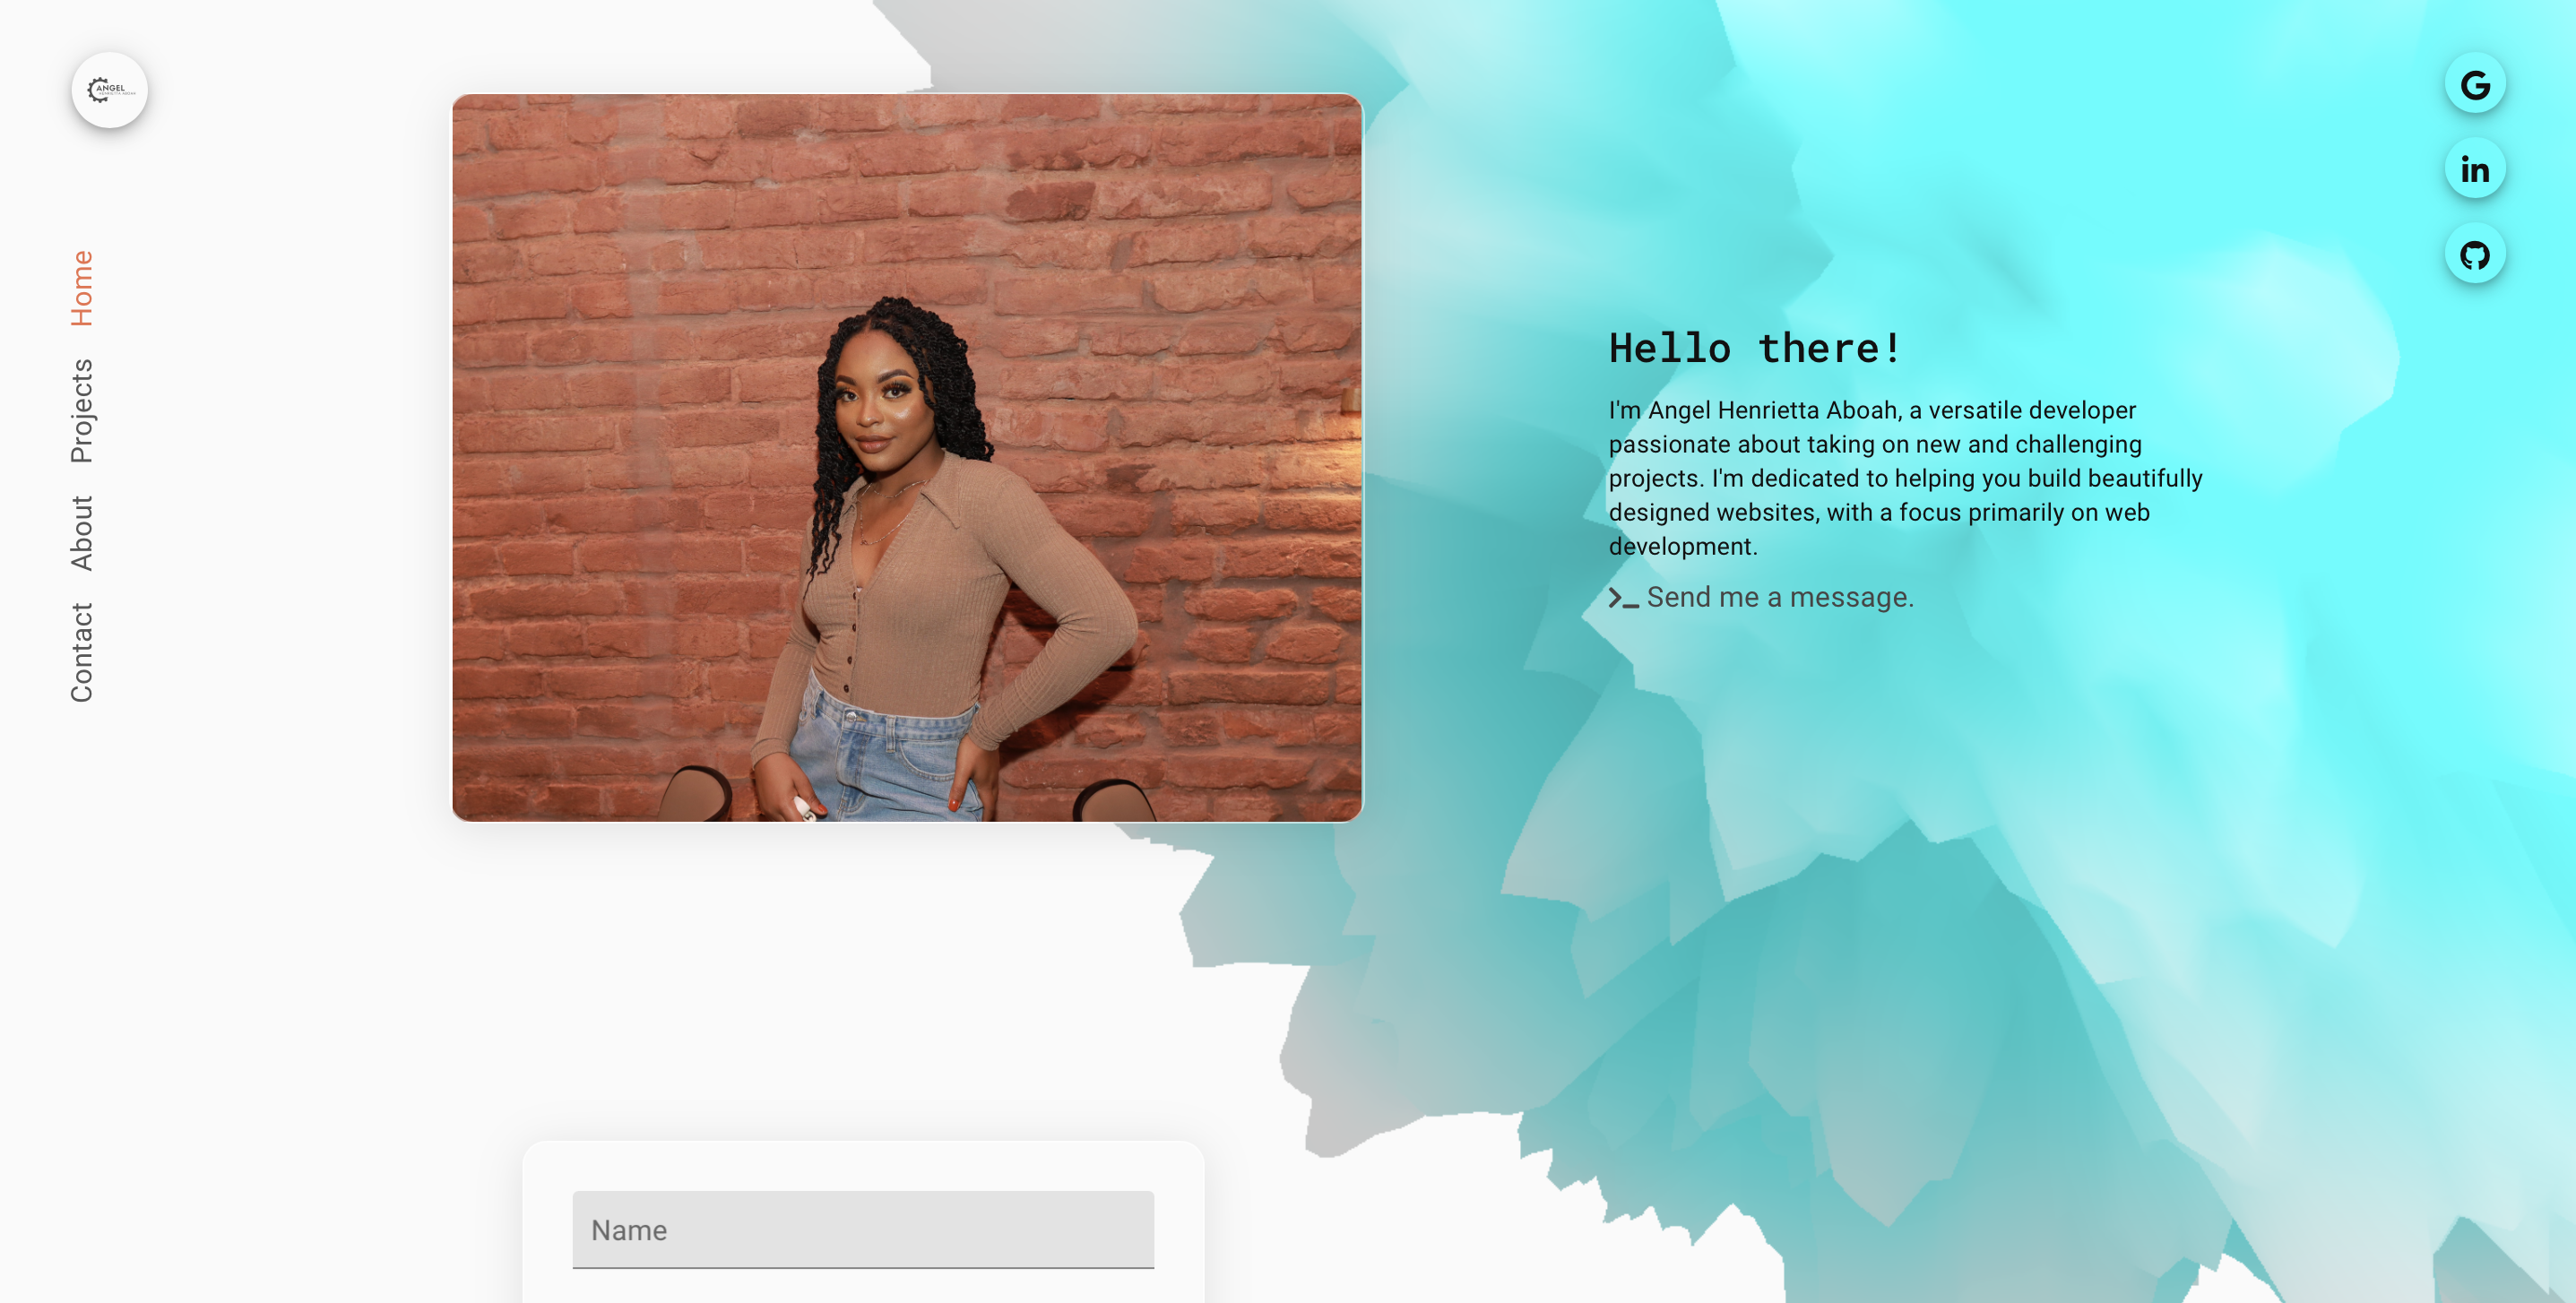 ANGEL
Home
Projects
About
Contact
Hello there!
I'm Angel Henrietta Aboah, a versatile developer
passionate about taking on new and challenging
projects. I'm dedicated to helping you build beautifully
designed websites, with a focus primarily on web
development.
Send me a message.
G
in
Name